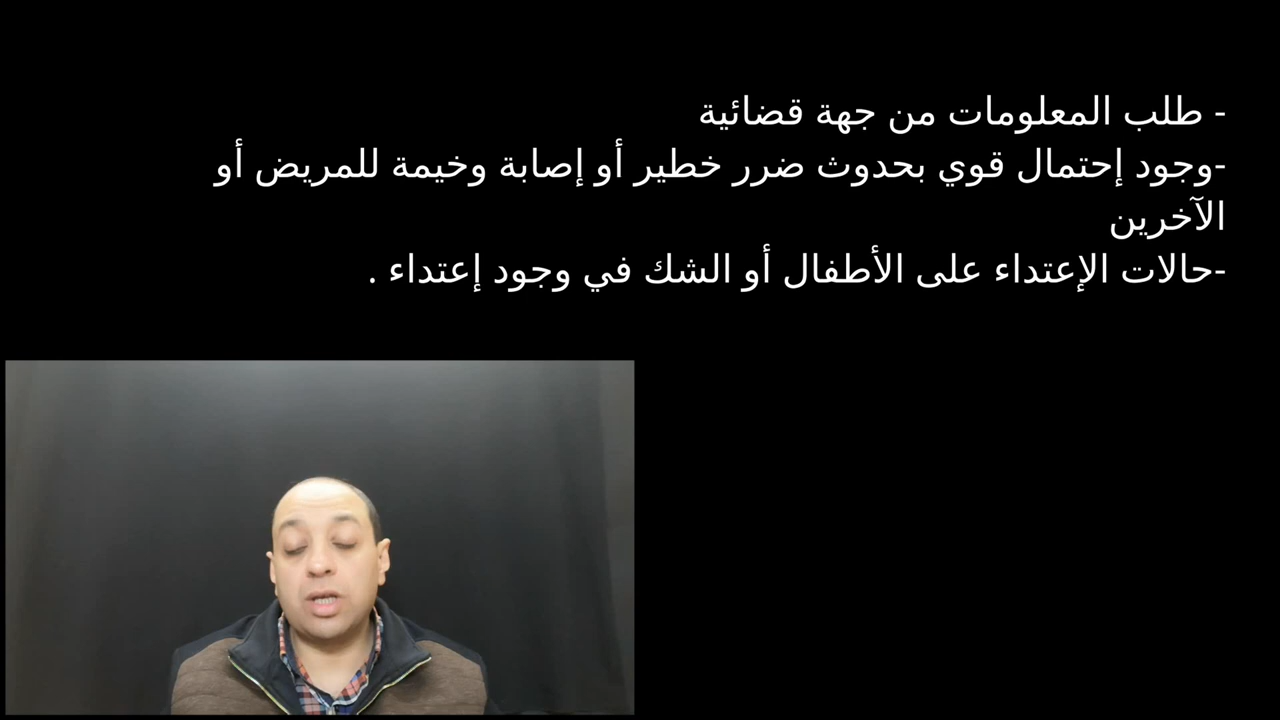 - طلب المعلومات من جهة قضائية
-وجود إحتمال قوي بحدوث ضرر خطير أو إصابة وخيمة للمريض أو
الآخرين
-حالات الإعتداء على الأطفال أو الشك في وجود إعتداء .